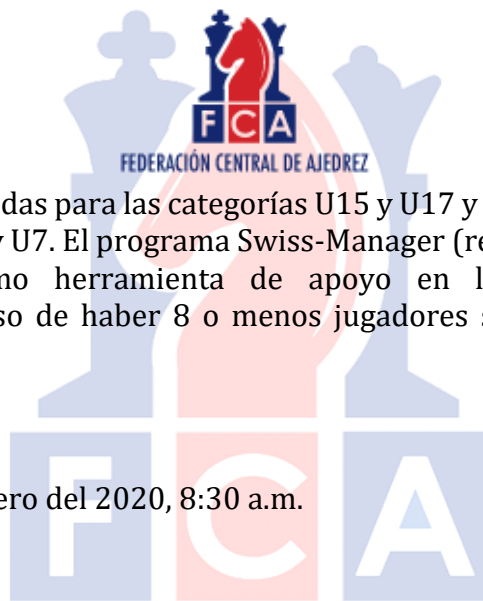 FCA
FEDERACIÓN CENTRAL DE AJEDREZ
das para las categorías U15 y U17 y
y U7. El programa Swiss-Manager (re
mo herramienta de apoyo en l
so de haber 8 o menos jugadores s
ero del 2020, 8:30 a.m.
FCA